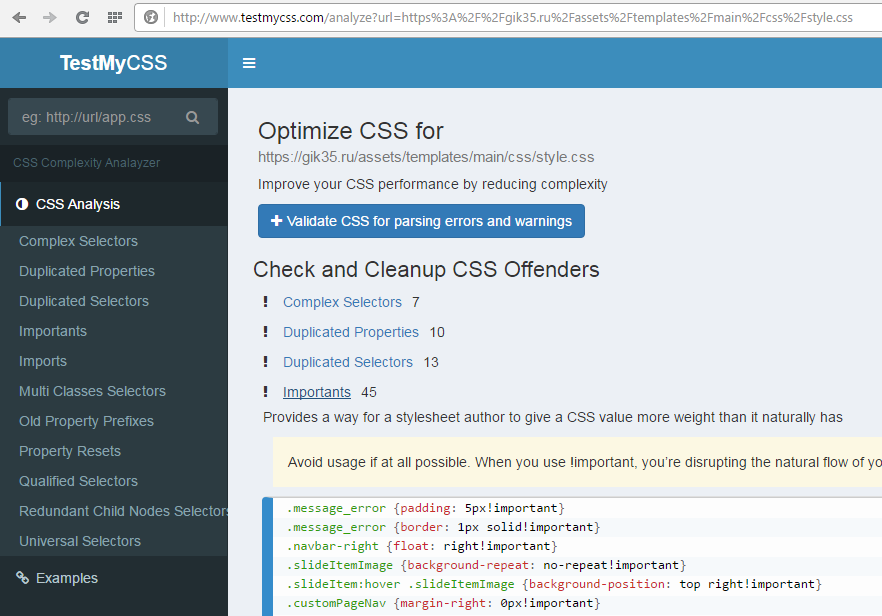 http://www.testmycss.com/analyze?url=https%3A%2F%2Fgik35.ru%2Fassets%2Ftemplates%2Fmain%2Fcss%2Fstyle.css
TestMyCSS
eg: http://url/app.css
CSS Complexity Analayzer
CSS Analysis
Complex Selectors
Duplicated Properties
Duplicated Selectors
Importants
Imports
Multi Classes Selectors
Old Property Prefixes
Property Resets
Qualified Selectors
Redundant Child Nodes Selectors
Universal Selectors
Examples
Optimize CSS for
https://gik35.ru/assets/templates/main/css/style.css
Improve your CSS performance by reducing complexity
Validate CSS for parsing errors and warnings
Check and Cleanup CSS Offenders
! Complex Selectors 7
! Duplicated Properties 10
! Duplicated Selectors 13
! Importants 45
Provides a way for a stylesheet author to give a CSS value more weight than it naturally has
Avoid usage if at all possible. When you use !important, you're disrupting the natural flow of yo
.message_error {padding: 5px!important}
.message_error {border: 1px solid!important}
.navbar-right {float: right!important}
.slideItemImage {background-repeat: no-repeat!important}
.slideItem:hover .slideItemImage {background-position: top right!important}
.customPageNav {margin-right: 0px!important}